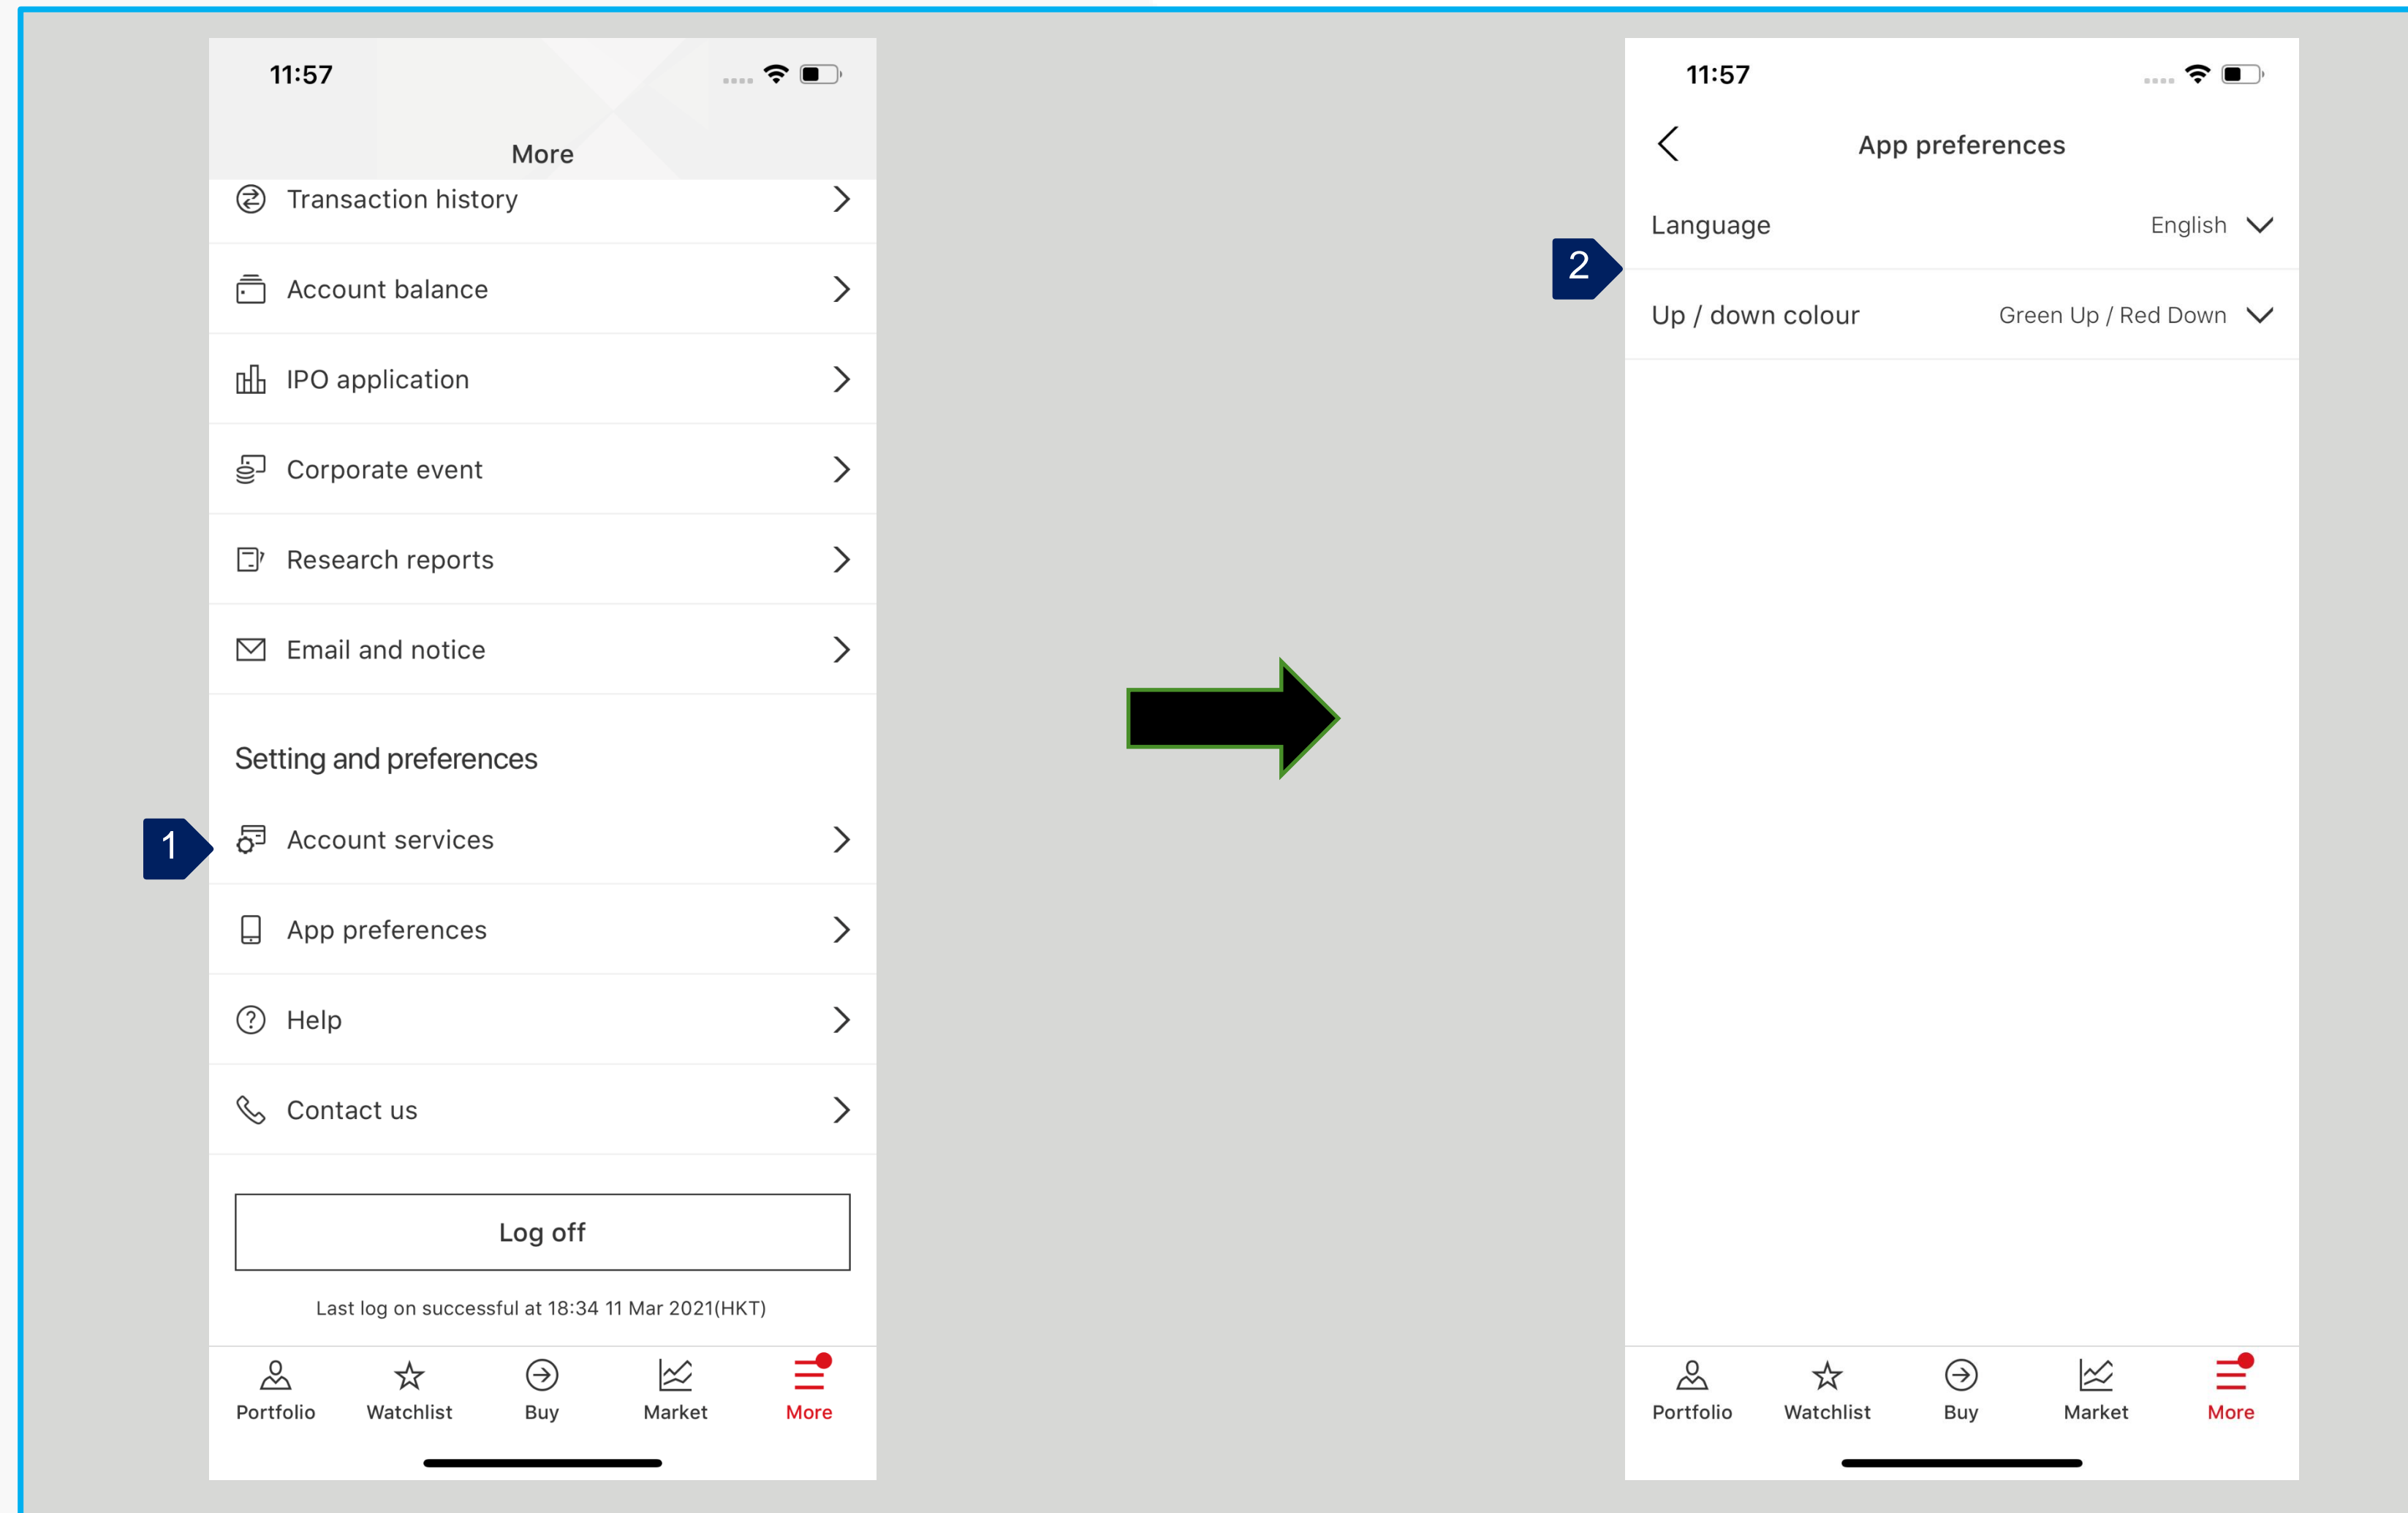 11:57
More
Transaction history
Account balance
IPO application
Corporate event
Research reports
Email and notice
Setting and preferences
1
Account services
App preferences
Help
Contact us
Log off
Last log on successful at 18:34 11 Mar 2021(HKT)
Portfolio Watchlist Buy Market More
11:57
App preferences
Language English
2
Up / down colour Green Up / Red Down
Portfolio Watchlist Buy Market More